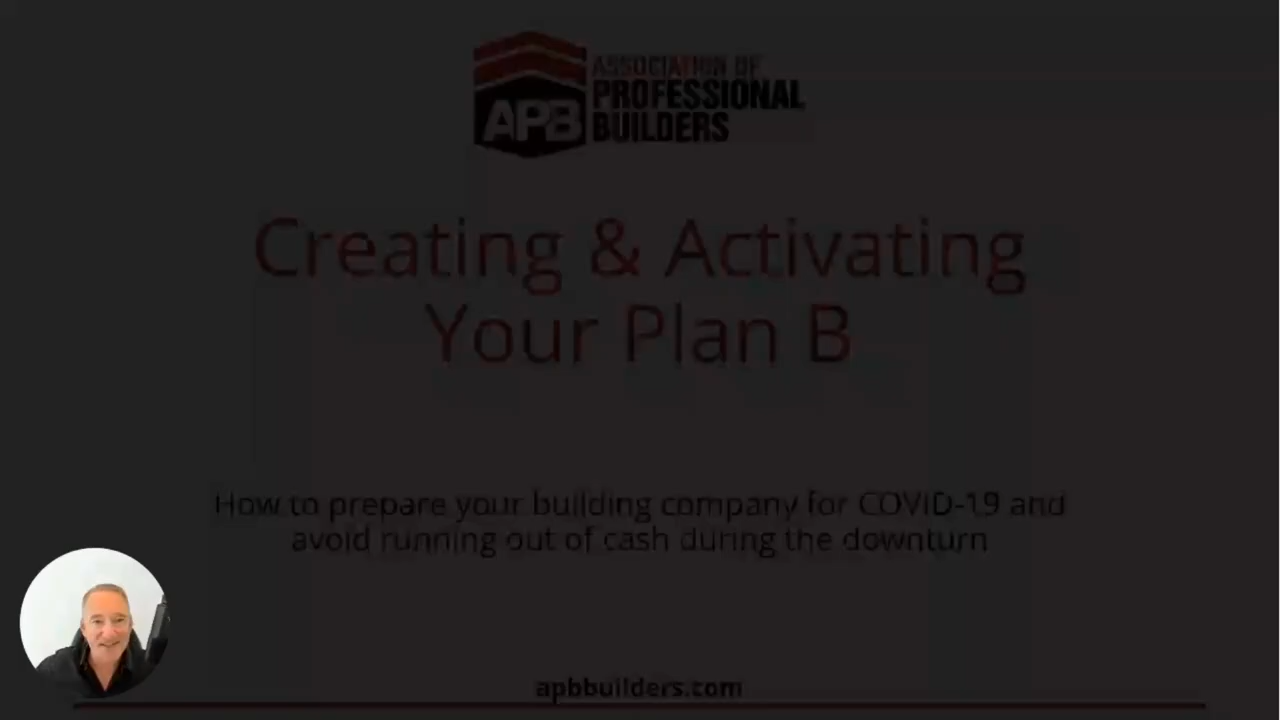 ASSOCIATION OF
PROFESSIONAL
BUILDERS
APB
Creating & Activating
Your Plan B
How to prepare your building company for COVID-19 and
avoid running out of cash during the downturn
apbbuilders.com